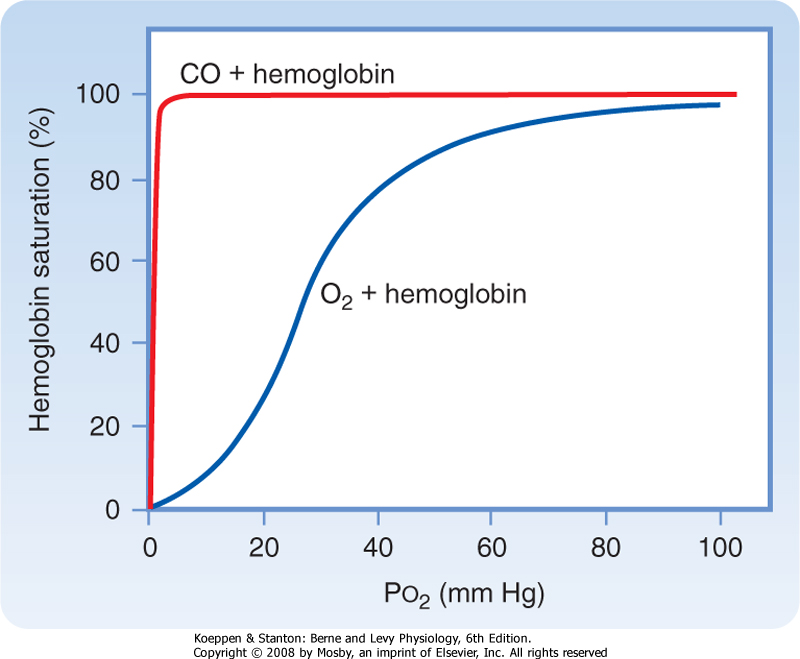 CO + hemoglobin
100
80
60
40
20
0
Hemoglobin saturation (%)
O₂ + hemoglobin
0 20 40 60 80 100
PO₂ (mm Hg)
Koeppen & Stanton: Berne and Levy Physiology, 6th Edition.
Copyright © 2008 by Mosby, an imprint of Elsevier, Inc. All rights reserved